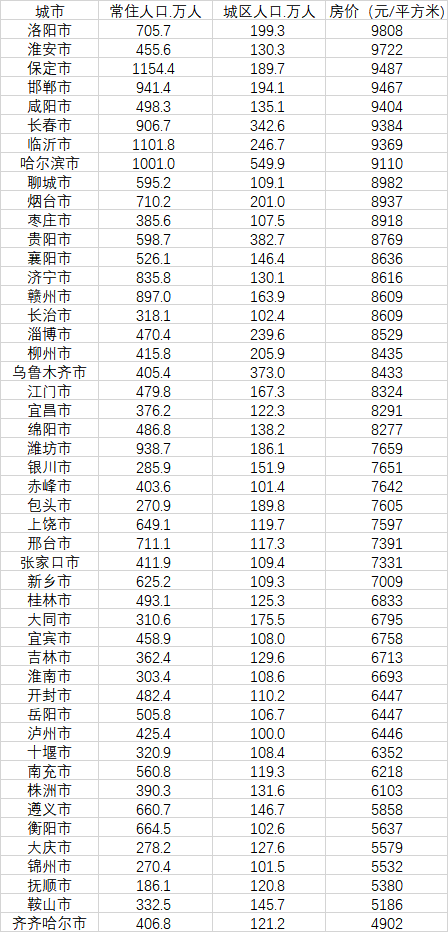 城市 常住人口.万人 城区人口.万人 房价（元/平方米）
洛阳市 705.7 199.3 9808
淮安市 455.6 130.3 9722
保定市 1154.4 189.7 9487
邯郸市 941.4 194.1 9467
咸阳市 498.3 135.1 9404
长春市 906.7 342.6 9384
临沂市 1101.8 246.7 9369
哈尔滨市 1001.0 549.9 9110
聊城市 595.2 109.1 8982
烟台市 710.2 201.0 8937
枣庄市 385.6 107.5 8918
贵阳市 598.7 382.7 8769
襄阳市 526.1 146.4 8636
济宁市 835.8 130.1 8616
赣州市 897.0 163.9 8609
长治市 318.1 102.4 8609
淄博市 470.4 239.6 8529
柳州市 415.8 205.9 8435
乌鲁木齐市 405.4 373.0 8433
江门市 479.8 167.3 8324
宜昌市 376.2 122.3 8291
绵阳市 486.8 138.2 8277
潍坊市 938.7 186.1 7659
银川市 285.9 151.9 7651
赤峰市 403.6 101.4 7642
包头市 270.9 189.8 7605
上饶市 649.1 119.7 7597
邢台市 711.1 117.3 7391
张家口市 411.9 109.4 7331
新乡市 625.2 109.3 7009
桂林市 493.1 125.3 6833
大同市 310.6 175.5 6795
宜宾市 458.9 108.0 6758
吉林市 362.4 129.6 6713
淮南市 303.4 108.6 6693
开封市 482.4 110.2 6447
岳阳市 505.8 106.7 6447
泸州市 425.4 100.0 6446
十堰市 320.9 108.4 6352
南充市 560.8 119.3 6218
株洲市 390.3 131.6 6103
遵义市 660.7 146.7 5858
衡阳市 664.5 102.6 5637
大庆市 278.2 127.6 5579
锦州市 270.4 101.5 5532
抚顺市 186.1 120.8 5380
鞍山市 332.5 145.7 5186
齐齐哈尔市 406.8 121.2 4902